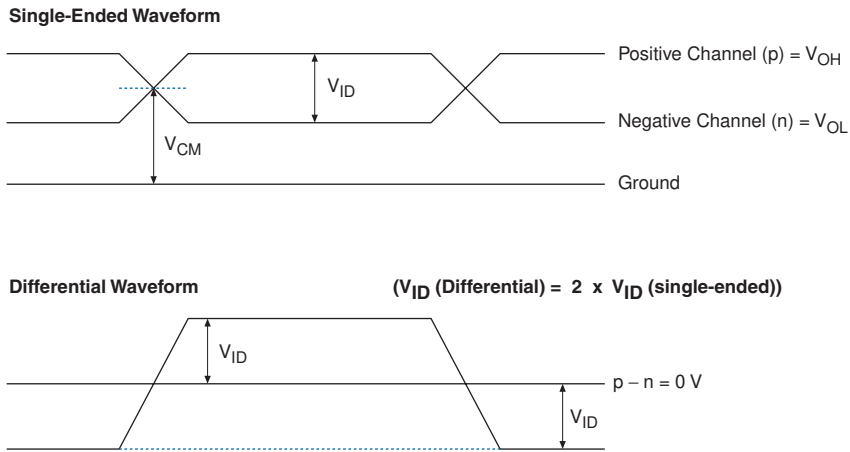 Single-Ended Waveform
Positive Channel (p) = VOH
VID
Negative Channel (n) = VOL
VCM
Ground
Differential Waveform
(VID (Differential) = 2 x VID (single-ended))
VID
p – n = 0 V
VID